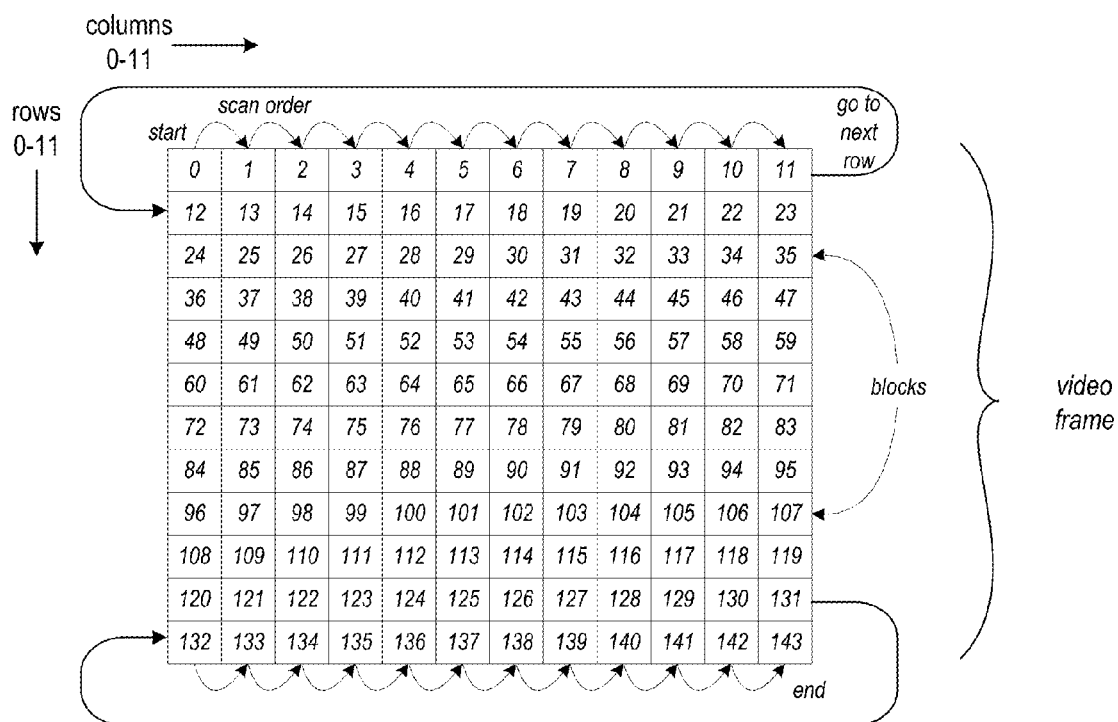 columns
0-11
rows
0-11
scan order
start
go to
next
row
0 1 2 3 4 5 6 7 8 9 10 11
12 13 14 15 16 17 18 19 20 21 22 23
24 25 26 27 28 29 30 31 32 33 34 35
36 37 38 39 40 41 42 43 44 45 46 47
48 49 50 51 52 53 54 55 56 57 58 59
60 61 62 63 64 65 66 67 68 69 70 71
72 73 74 75 76 77 78 79 80 81 82 83
84 85 86 87 88 89 90 91 92 93 94 95
96 97 98 99 100 101 102 103 104 105 106 107
108 109 110 111 112 113 114 115 116 117 118 119
120 121 122 123 124 125 126 127 128 129 130 131
132 133 134 135 136 137 138 139 140 141 142 143
blocks
video
frame
end